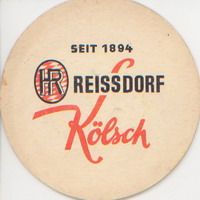 SEIT 1894
HR REISSDORF
Kölsch